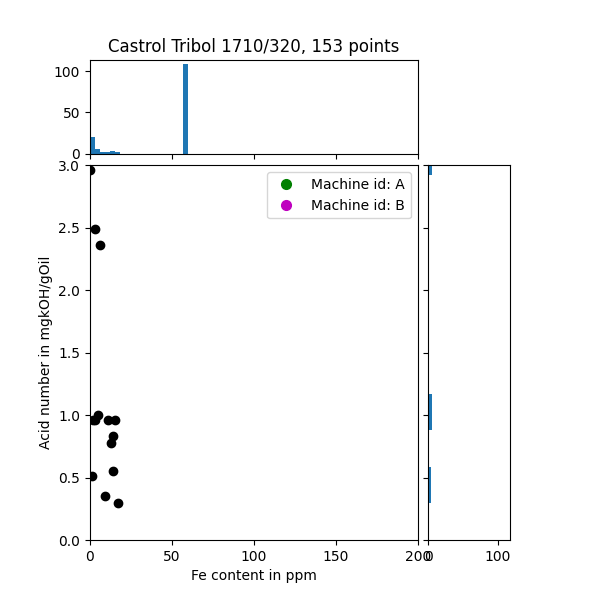 Castrol Tribol 1710/320, 153 points
100
50
0
3.0
2.5
2.0
1.5
1.0
0.5
0.0
Acid number in mgkOH/gOil
Machine id: A
Machine id: B
0 50 100 150 200 0 100
Fe content in ppm